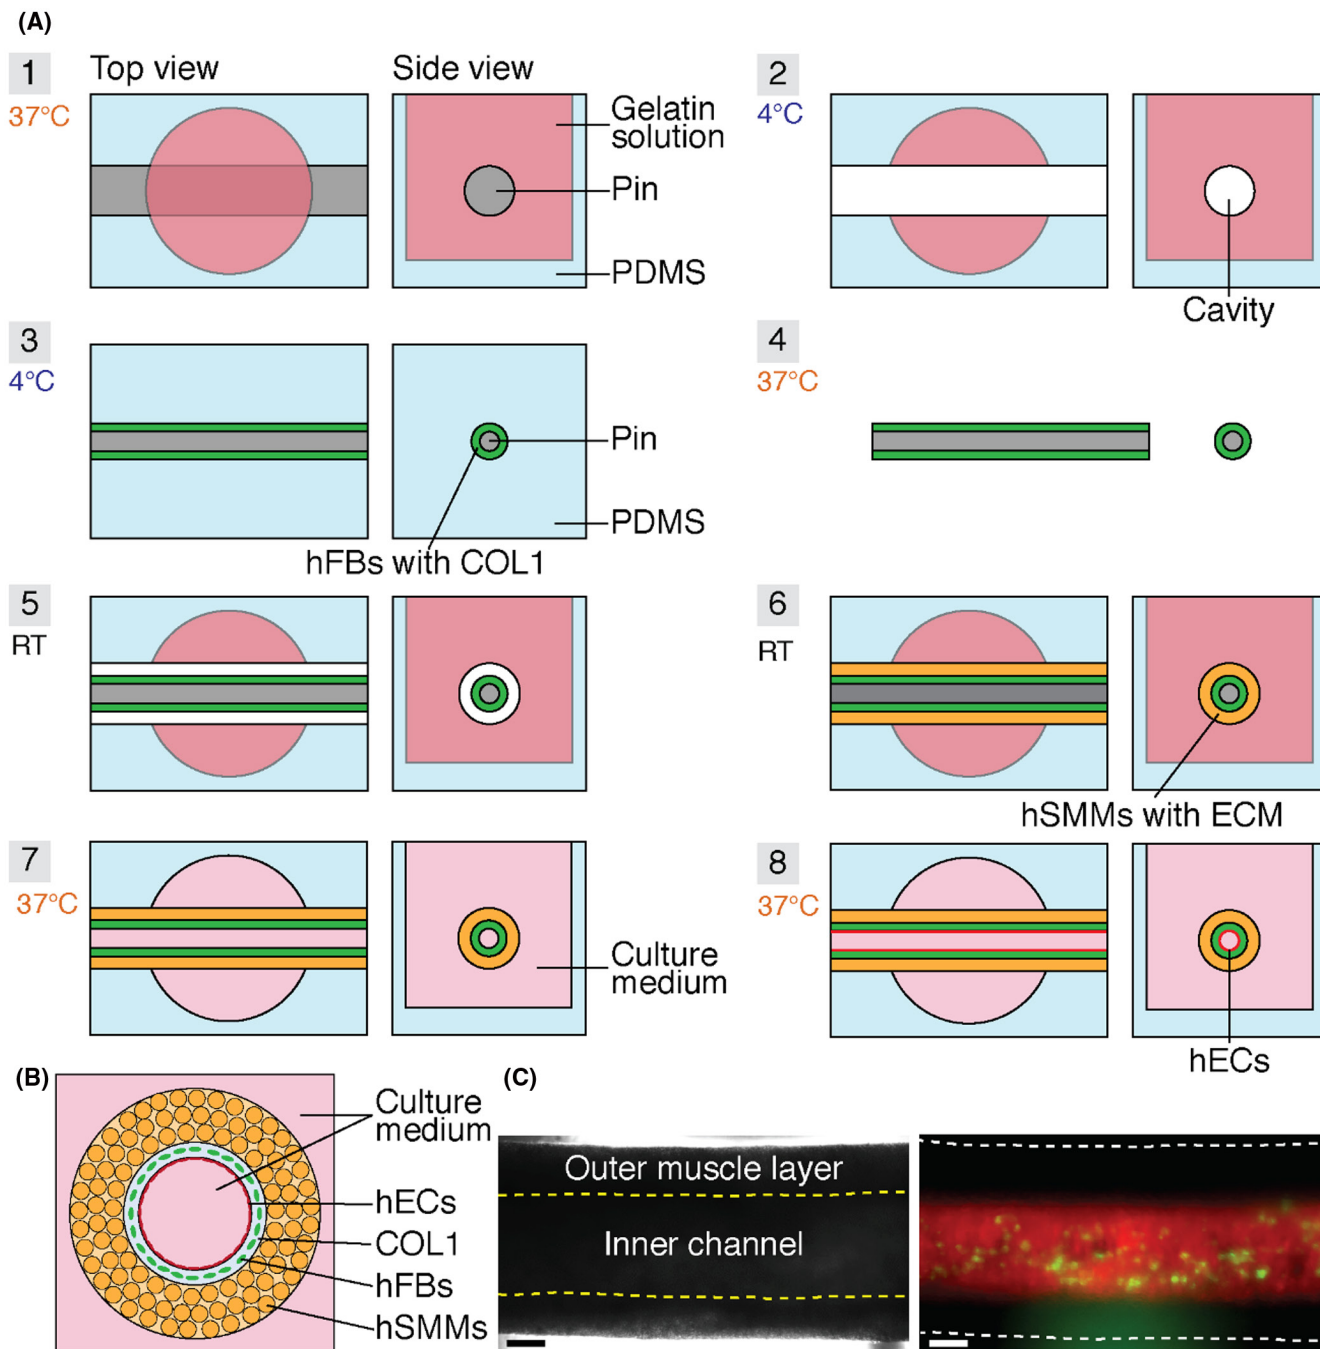 (A)
1
Top view
Side view
37°C
Gelatin
solution
Pin
PDMS
2
4°C
Cavity
3
4°C
Pin
PDMS
hFBs with COL1
4
37°C
5
RT
6
RT
hSMMs with ECM
7
37°C
Culture
medium
8
37°C
hECs
(B)
Culture
medium
hECs
COL1
hFBs
hSMMs
(C)
Outer muscle layer
Inner channel